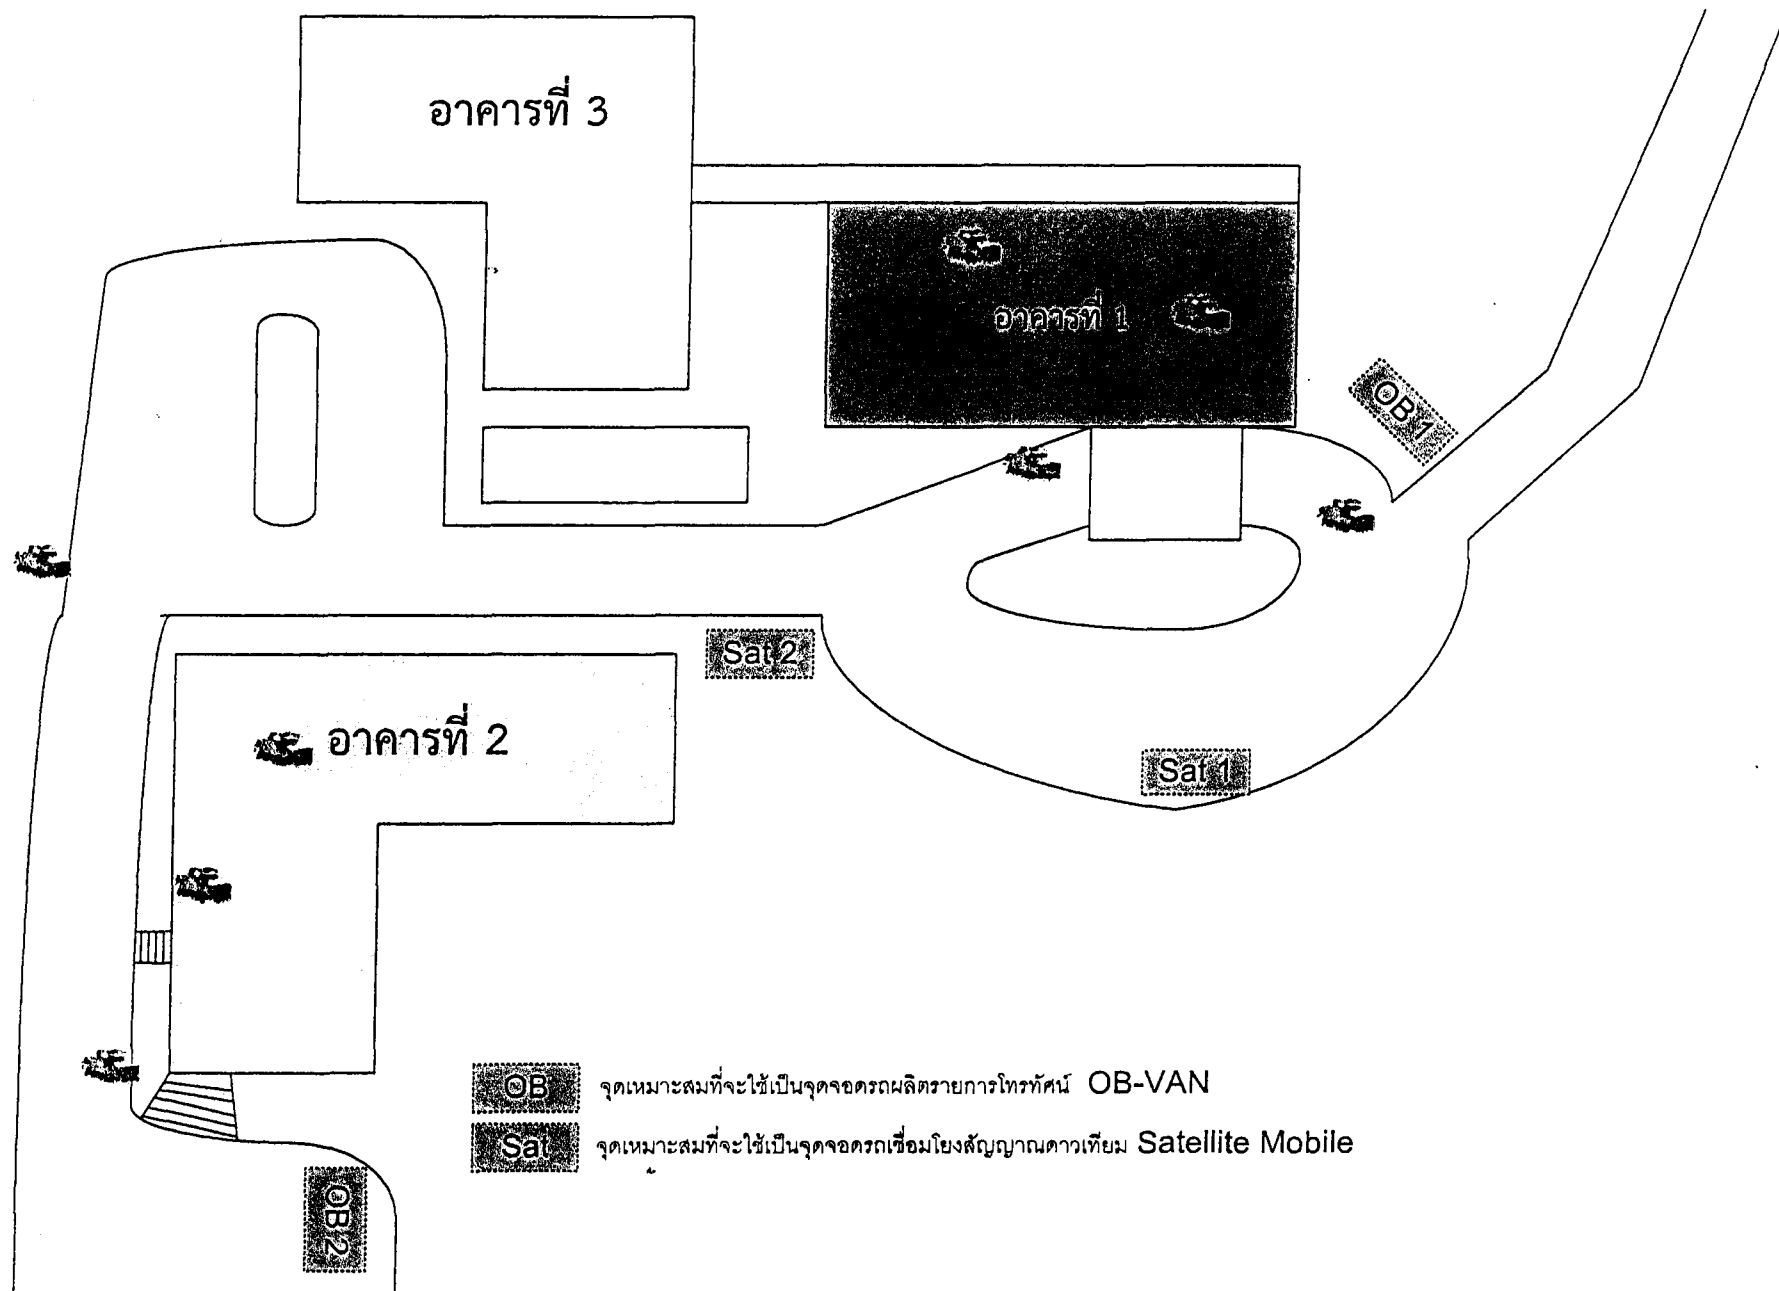 อาคารที่ 3
อาคารที่ 1
OB 1
Sat 2
อาคารที่ 2
Sat 1
OB จุดเหมาะสมที่จะใช้เป็นจุดจอดรถผลิตรายการโทรทัศน์ OB-VAN
Sat จุดเหมาะสมที่จะใช้เป็นจุดจอดรถเชื่อมโยงสัญญาณดาวเทียม Satellite Mobile
OB 2